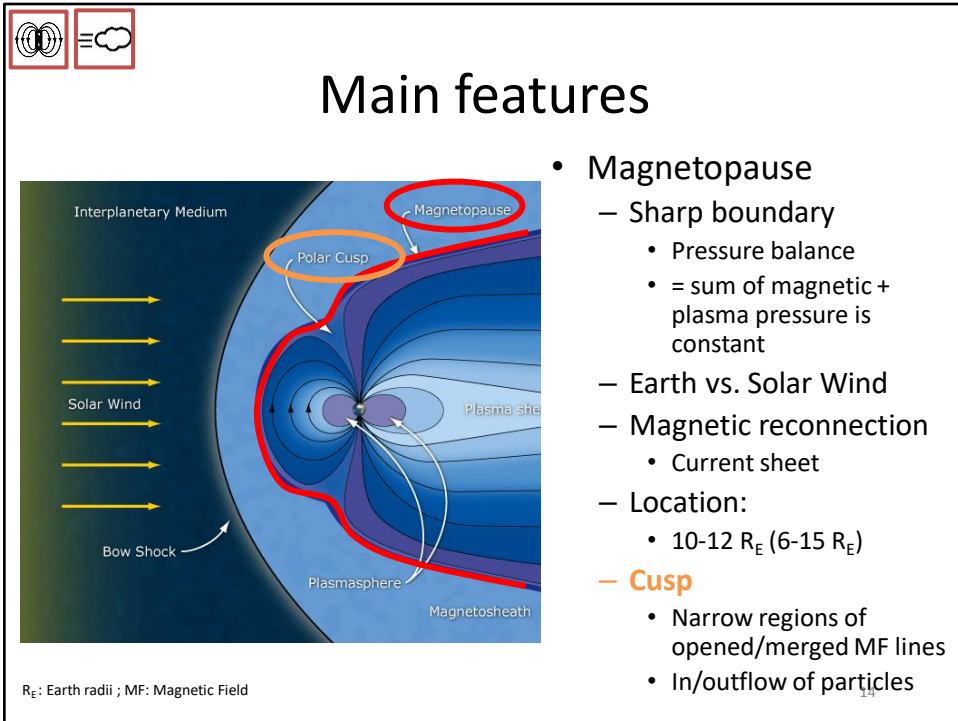 Main features
Interplanetary Medium
Magnetopause
Polar Cusp
Solar Wind
Plasma she
Bow Shock
Plasmasphere
Magnetosheath
• Magnetopause
– Sharp boundary
• Pressure balance
• = sum of magnetic +
plasma pressure is
constant
– Earth vs. Solar Wind
– Magnetic reconnection
• Current sheet
– Location:
• 10-12 RE (6-15 RE)
– Cusp
• Narrow regions of
opened/merged MF lines
• In/outflow of particles
RE : Earth radii ; MF: Magnetic Field
14